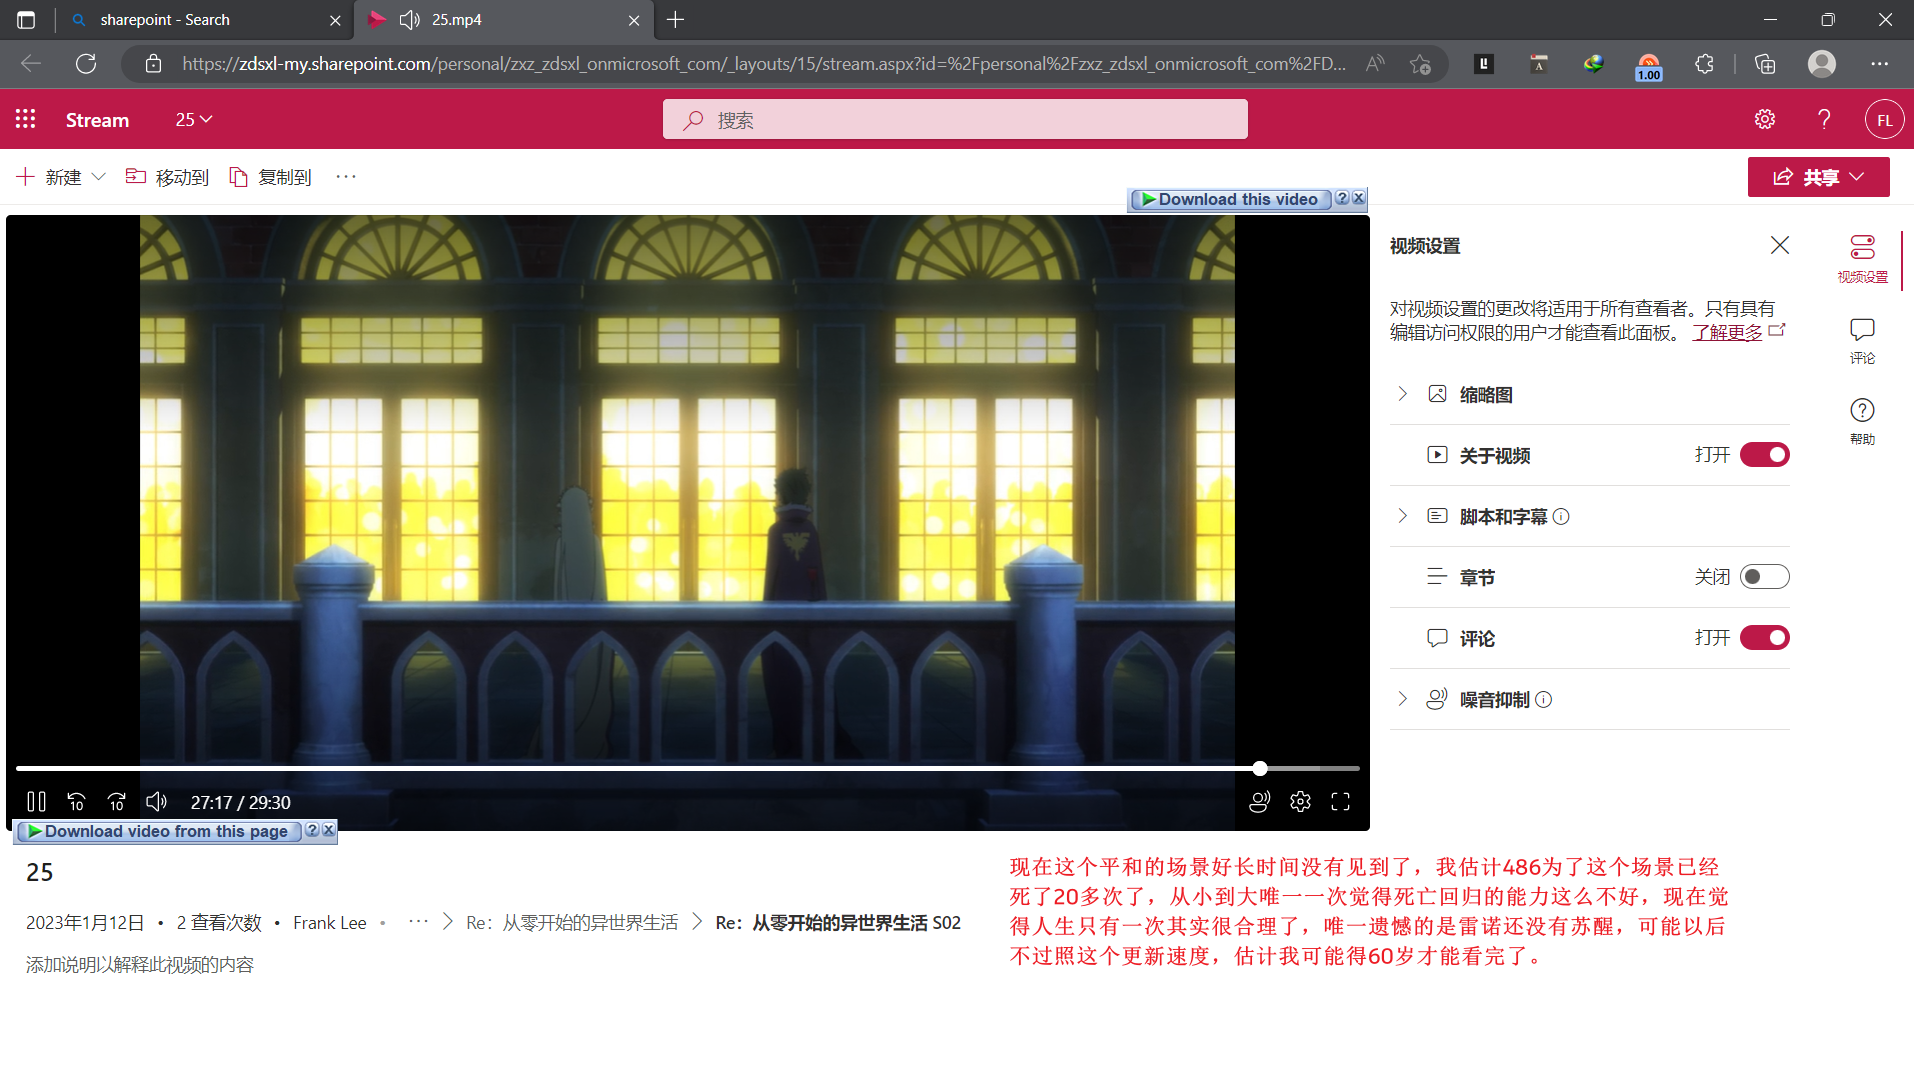 sharepoint - Search
25.mp4
https://zdsxl-my.sharepoint.com/personal/zxz_zdsxl_onmicrosoft_com/_layouts/15/stream.aspx?id=%2Fpersonal%2Fzxz_zdsxl_onmicrosoft_com%2FD...
1.00
Stream
25
搜索
FL
新建
移动到
复制到
共享
Download this video
视频设置
对视频设置的更改将适用于所有查看者。只有具有
编辑访问权限的用户才能查看此面板。 了解更多
缩略图
关于视频 打开
脚本和字幕
章节 关闭
评论 打开
噪音抑制
视频设置
评论
帮助
10
10
27:17 / 29:30
Download video from this page
25
2023年1月12日 • 2 查看次数 • Frank Lee • ··· > Re：从零开始的异世界生活 > Re：从零开始的异世界生活 S02
添加说明以解释此视频的内容
现在这个平和的场景好长时间没有见到了，我估计486为了这个场景已经
死了20多次了，从小到大唯一一次觉得死亡回归的能力这么不好，现在觉
得人生只有一次其实很合理了，唯一遗憾的是雷诺还没有苏醒，可能以后
不过照这个更新速度，估计我可能得60岁才能看完了。